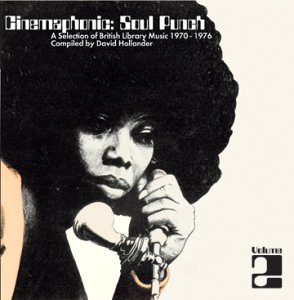 Cinemaphonic: Soul Punch
A Selection of British Library Music 1970 - 1976
Compiled by David Hollander
Volume
2